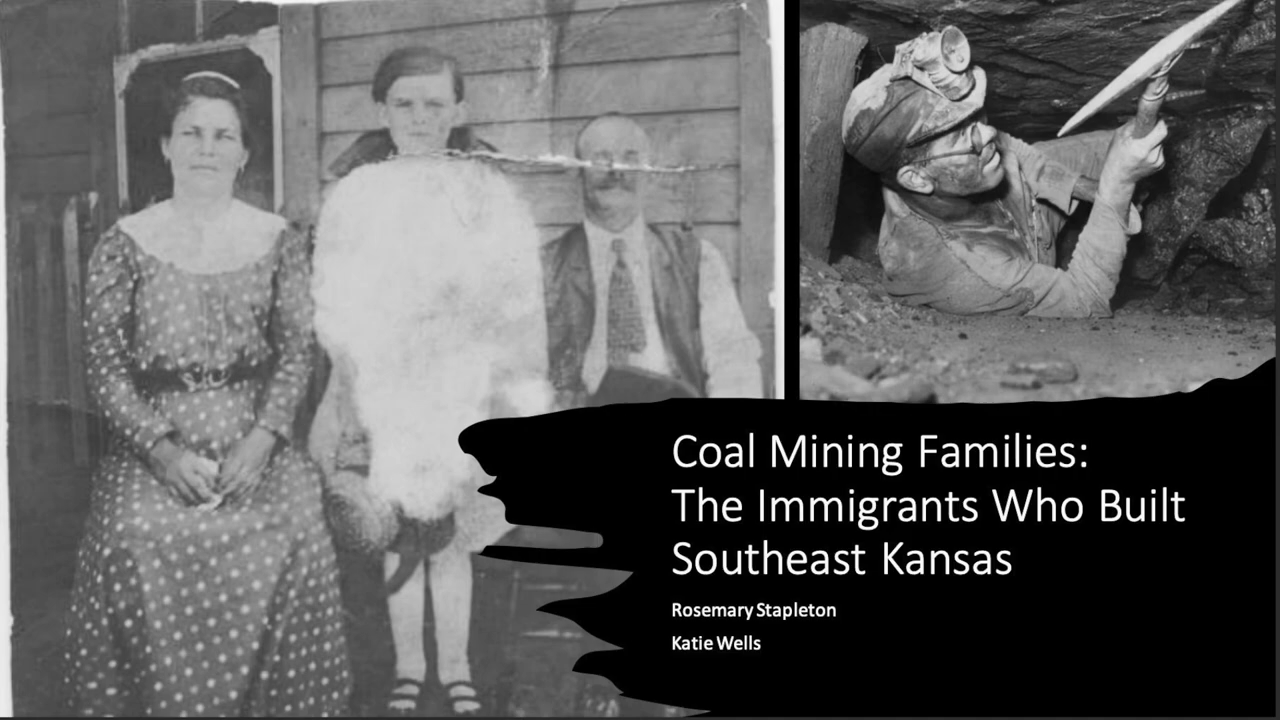 Coal Mining Families:
The Immigrants Who Built
Southeast Kansas
Rosemary Stapleton
Katie Wells